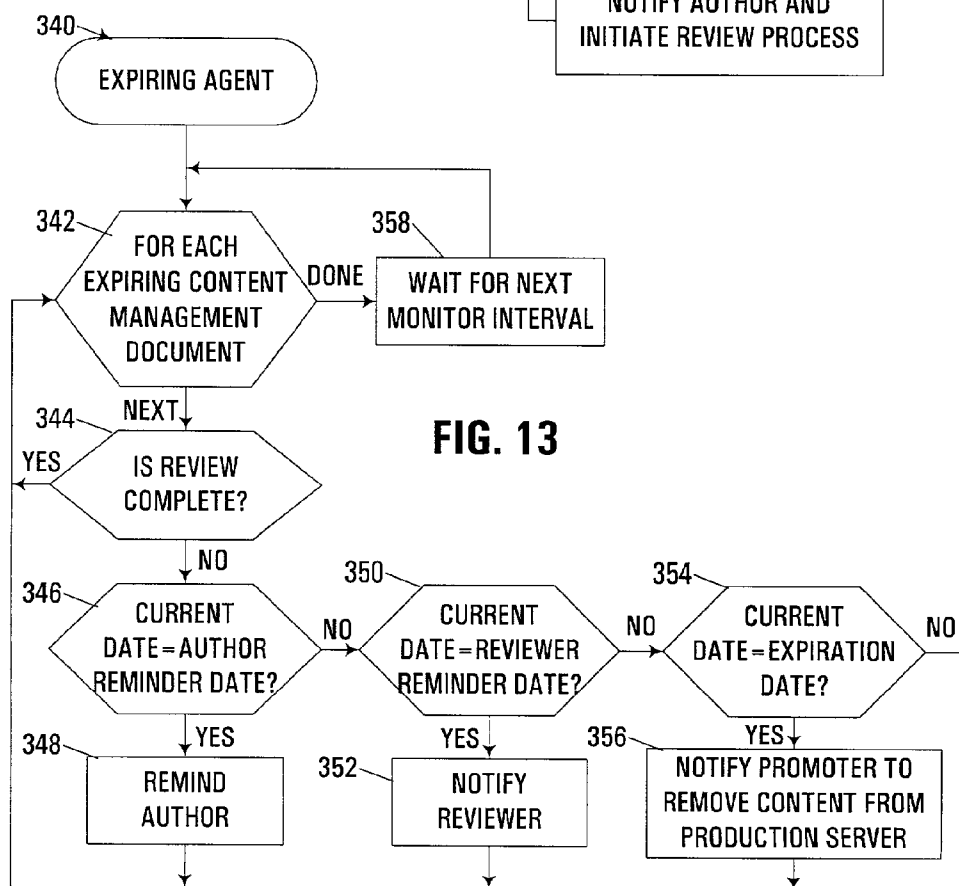 NOTIFY AUTHOR AND
INITIATE REVIEW PROCESS
340
EXPIRING AGENT
342
FOR EACH
EXPIRING CONTENT
MANAGEMENT
DOCUMENT
DONE
358
WAIT FOR NEXT
MONITOR INTERVAL
NEXT
FIG. 13
344
YES
IS REVIEW
COMPLETE?
NO
346
CURRENT
DATE=AUTHOR
REMINDER DATE?
NO
350
CURRENT
DATE=REVIEWER
REMINDER DATE?
NO
354
CURRENT
DATE=EXPIRATION
DATE?
NO
YES
348
REMIND
AUTHOR
YES
352
NOTIFY
REVIEWER
YES
356
NOTIFY PROMOTER TO
REMOVE CONTENT FROM
PRODUCTION SERVER